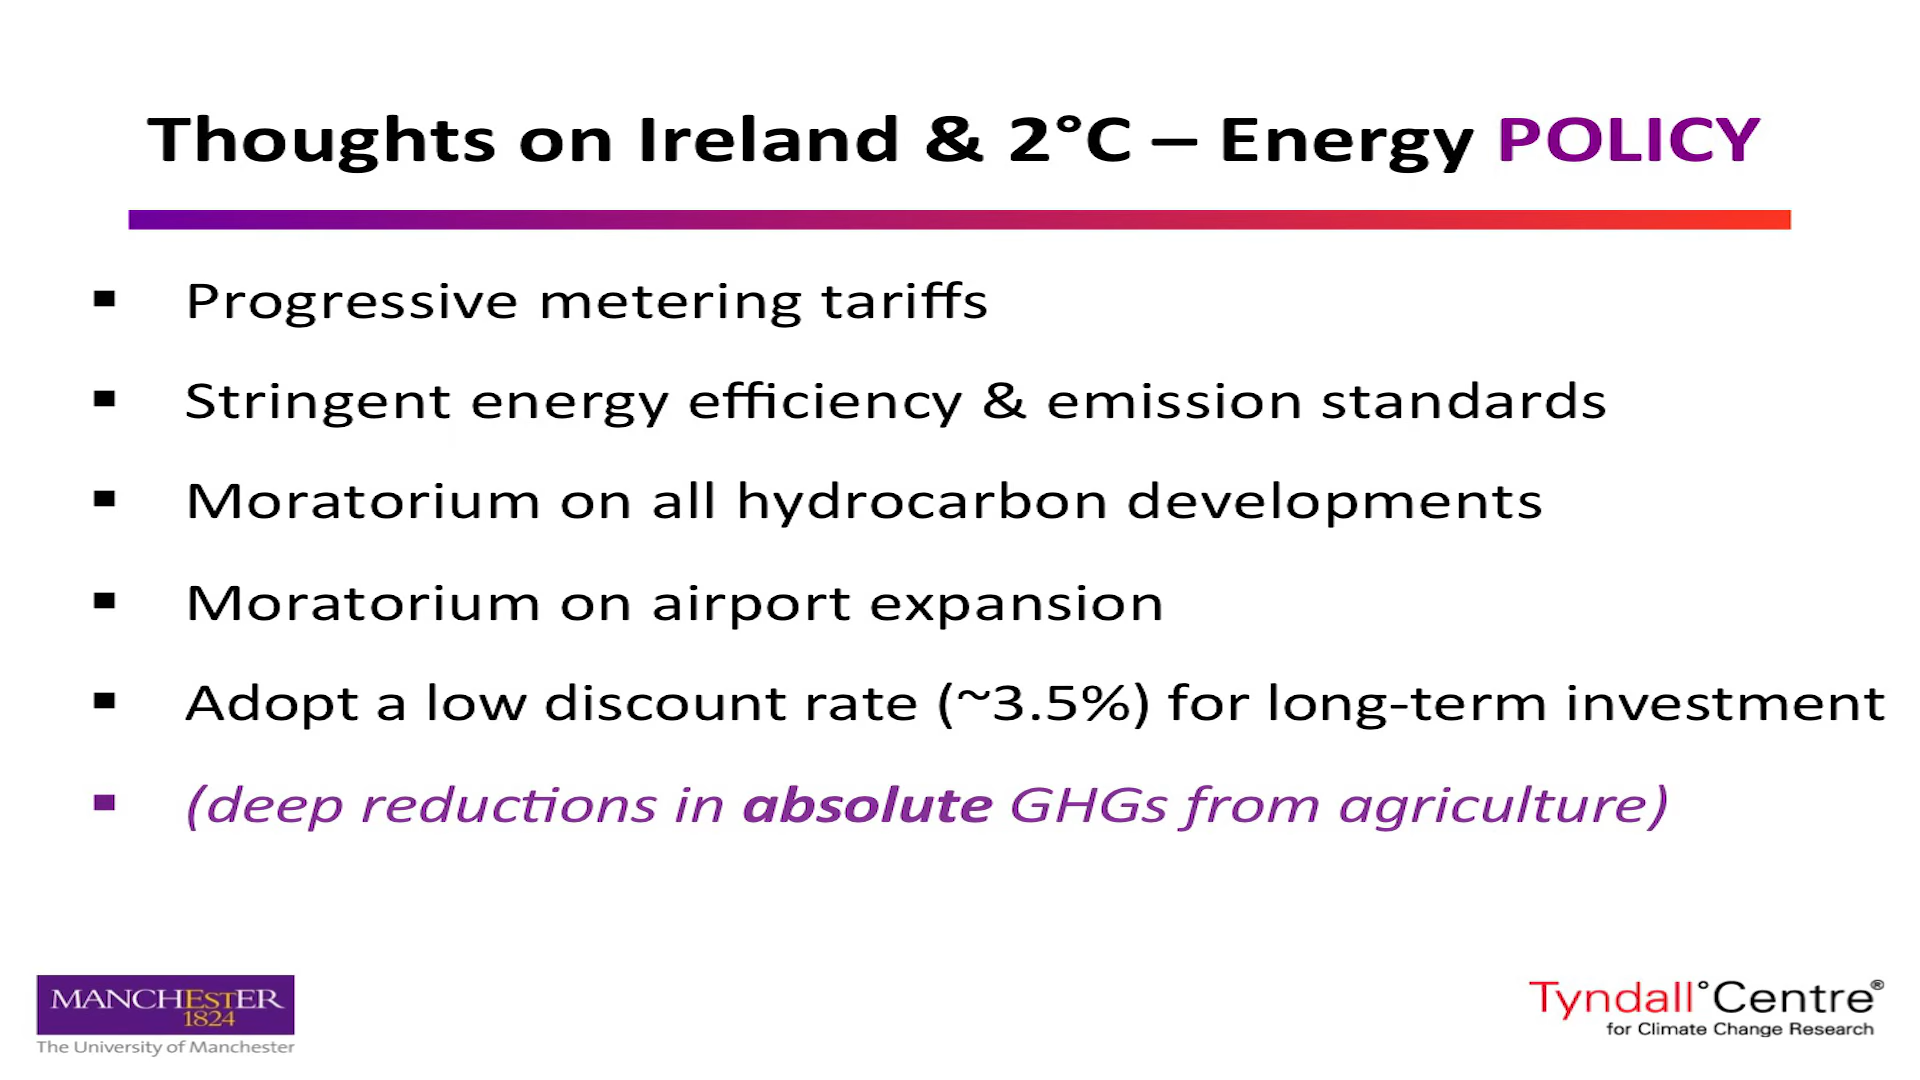 Thoughts on Ireland & 2°C – Energy POLICY
▪ Progressive metering tariffs
▪ Stringent energy efficiency & emission standards
▪ Moratorium on all hydrocarbon developments
▪ Moratorium on airport expansion
▪ Adopt a low discount rate (~3.5%) for long-term investment
▪ (deep reductions in absolute GHGs from agriculture)
MANCHESTER
1824
The University of Manchester
Tyndall°Centre®
for Climate Change Research